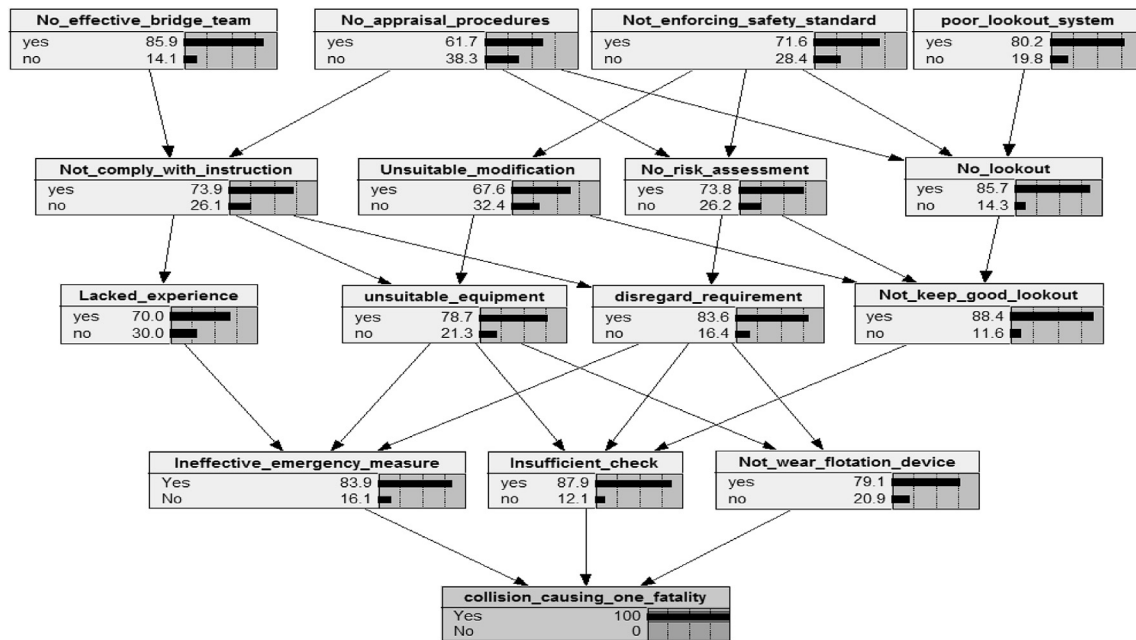 No_effective_bridge_team
yes 85.9
no 14.1
No_appraisal_procedures
yes 61.7
no 38.3
Not_enforcing_safety_standard
yes 71.6
no 28.4
poor_lookout_system
yes 80.2
no 19.8
Not_comply_with_instruction
yes 73.9
no 26.1
Unsuitable_modification
yes 67.6
no 32.4
No_risk_assessment
yes 73.8
no 26.2
No_lookout
yes 85.7
no 14.3
Lacked_experience
yes 70.0
no 30.0
unsuitable_equipment
yes 78.7
no 21.3
disregard_requirement
yes 83.6
no 16.4
Not_keep_good_lookout
yes 88.4
no 11.6
Ineffective_emergency_measure
Yes 83.9
No 16.1
Insufficient_check
yes 87.9
no 12.1
Not_wear_flotation_device
yes 79.1
no 20.9
collision_causing_one_fatality
Yes 100
No 0